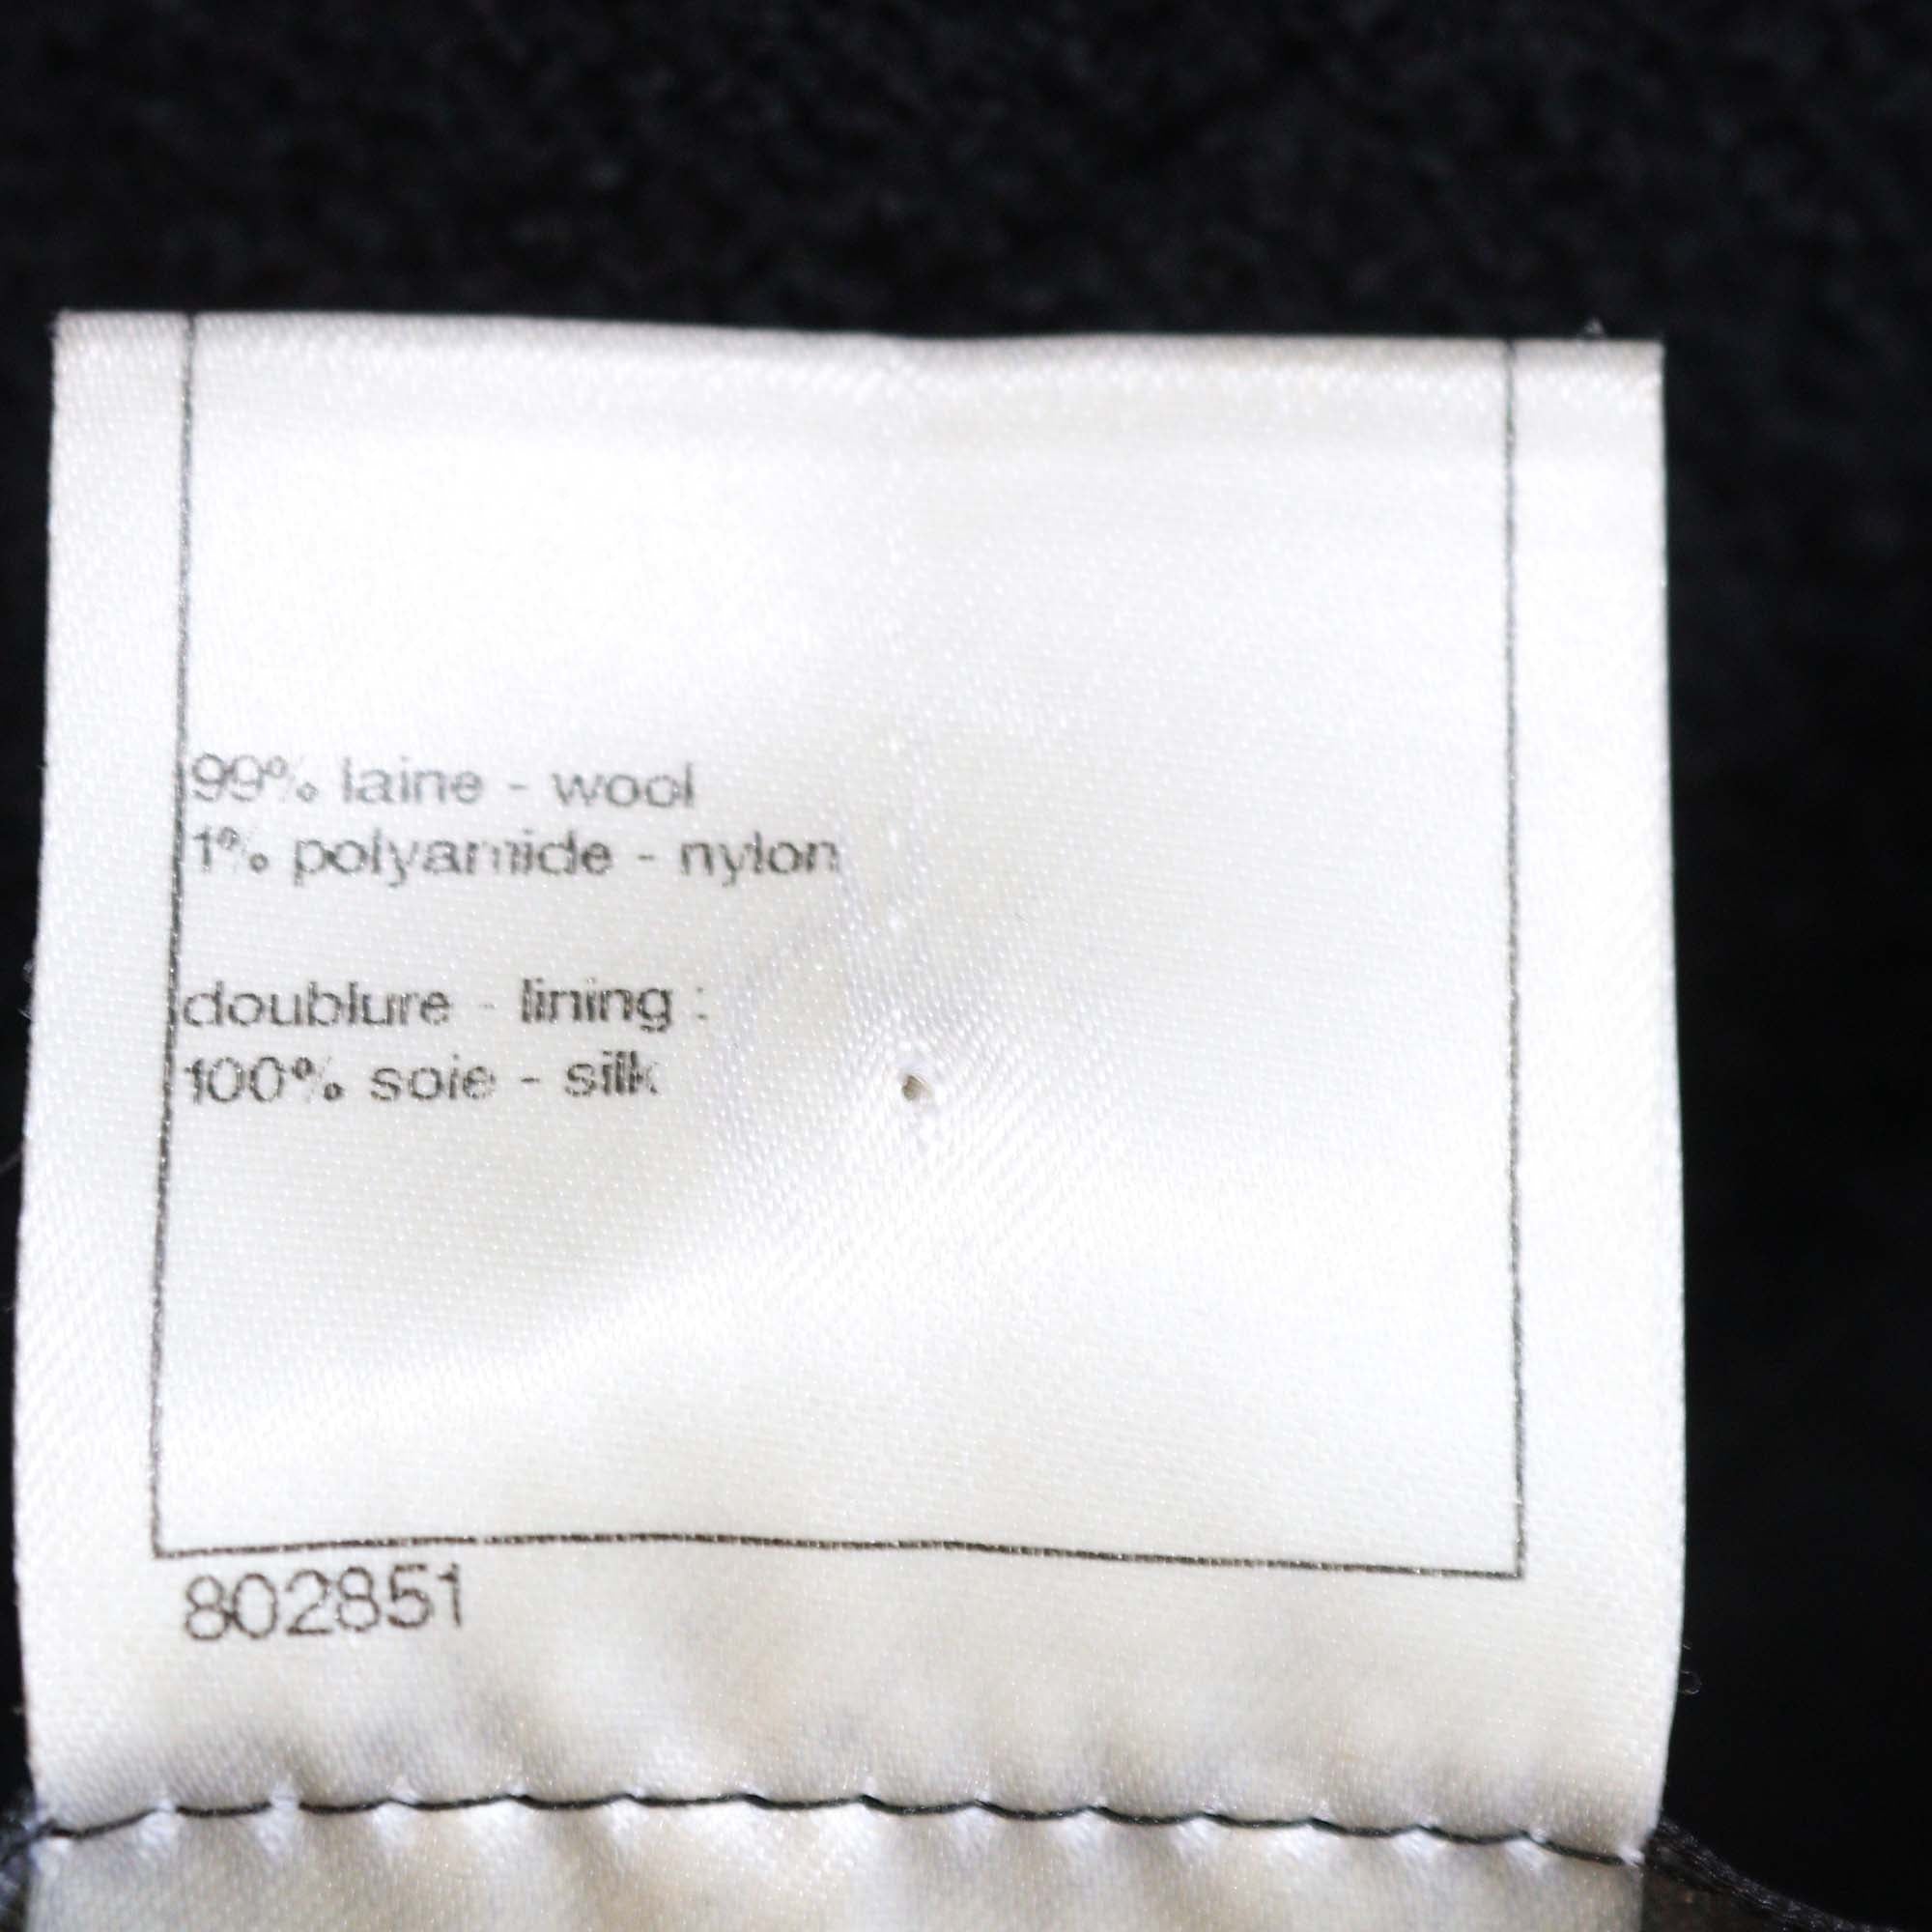 99% laine - wool
1% polyamide - nylon
doublure - lining :
100% soie - silk
802851